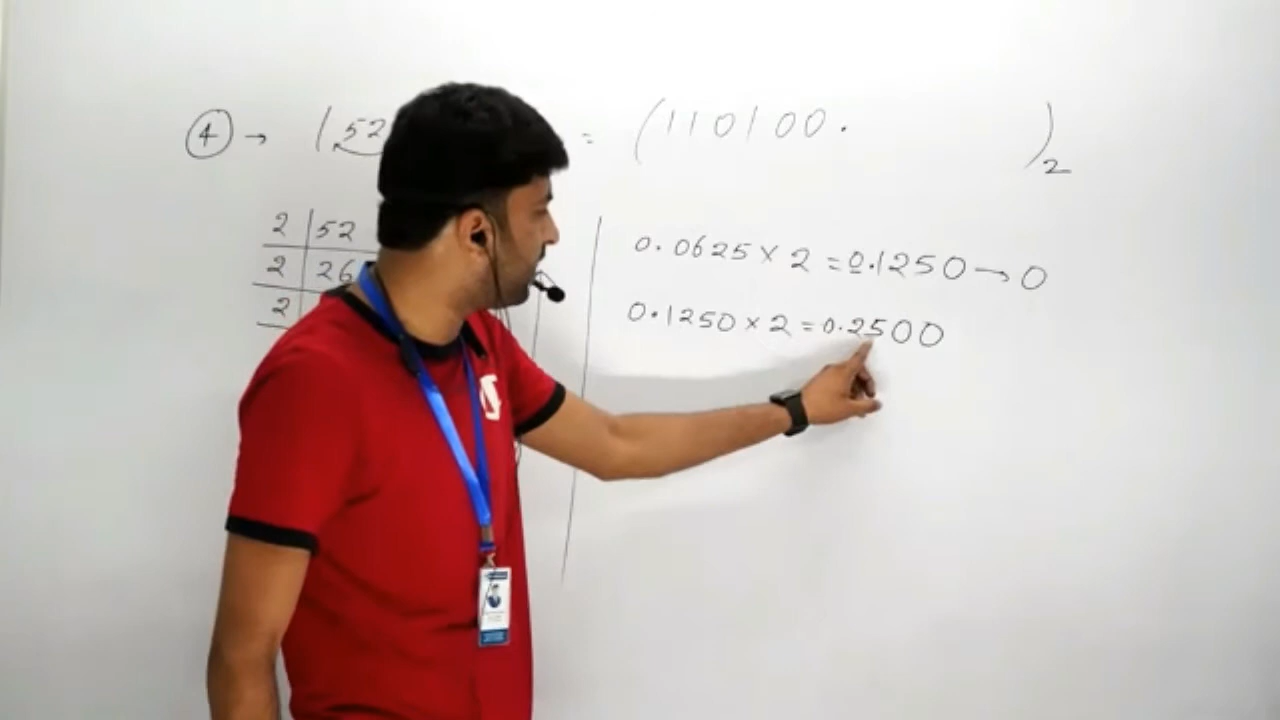 ④ → (52 = (110100. )₂
2 | 52
2 | 26
2 |
0.0625 × 2 = 0.1250 → 0
0.1250 × 2 = 0.2500